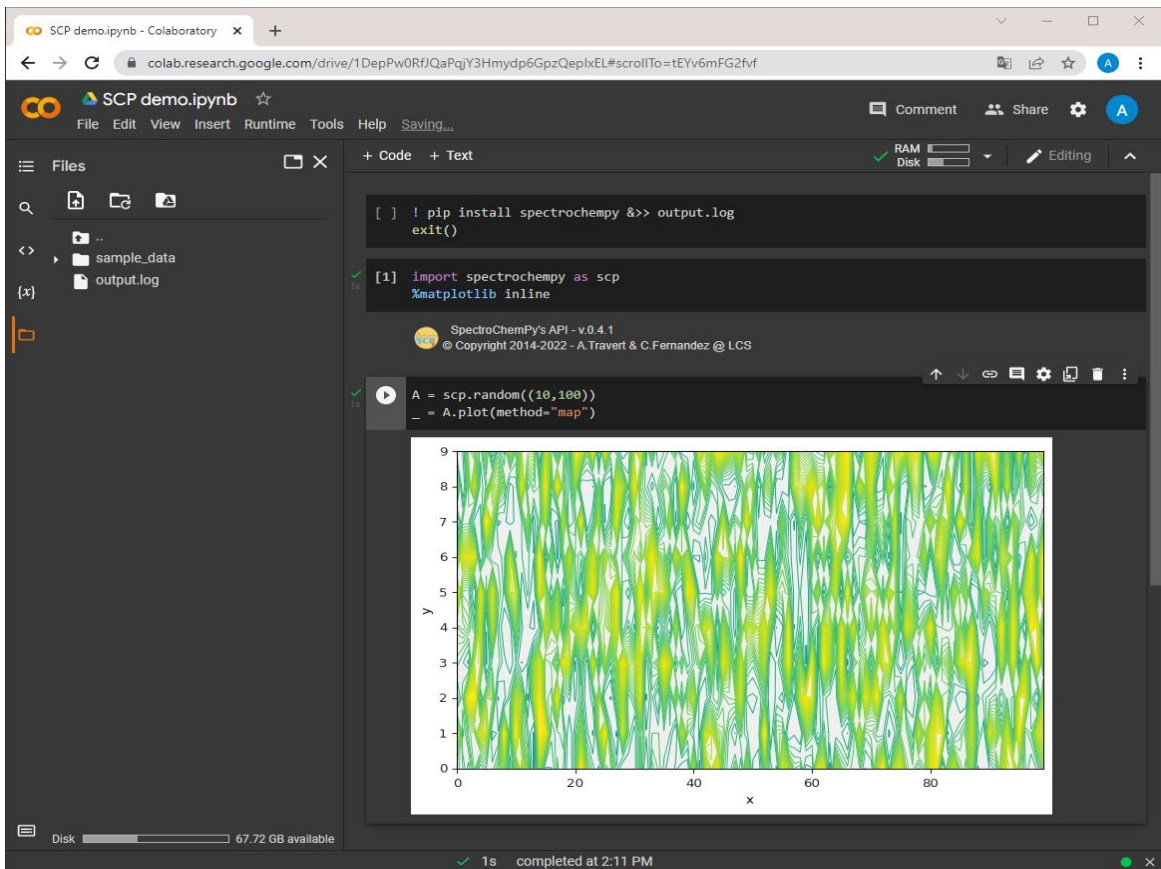 SCP demo.ipynb - Colaboratory
colab.research.google.com/drive/1DepPw0RfJQaPqjY3Hmydp6GpzQeplxEL#scrollTo=tEYv6mFG2fvf
A
SCP demo.ipynb
File Edit View Insert Runtime Tools Help Saving...
Comment Share A
Files
+ Code + Text
RAM
Disk
Editing
..
sample_data
output.log
{x}
[ ] ! pip install spectrochempy &>> output.log
exit()
[1] import spectrochempy as scp
%matplotlib inline
3s
SCP
SpectroChemPy's API - v.0.4.1
© Copyright 2014-2022 - A.Travert & C.Fernandez @ LCS
A = scp.random((10,100))
_ = A.plot(method="map")
1s
9
8
7
6
5
4
3
2
1
0
y
0 20 40 60 80
x
Disk 67.72 GB available
1s completed at 2:11 PM